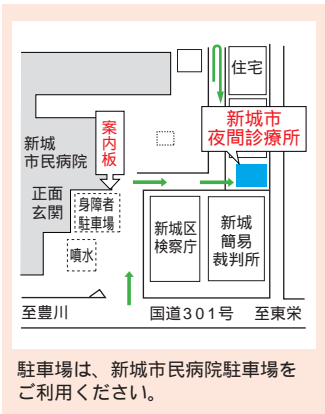 住宅
新城市
夜間診療所
案内板
新城
市民病院
正面
玄関
身障者
駐車場
噴水
新城区
検察庁
新城
簡易
裁判所
至豊川
国道301号
至東栄
駐車場は、新城市民病院駐車場を
ご利用ください。